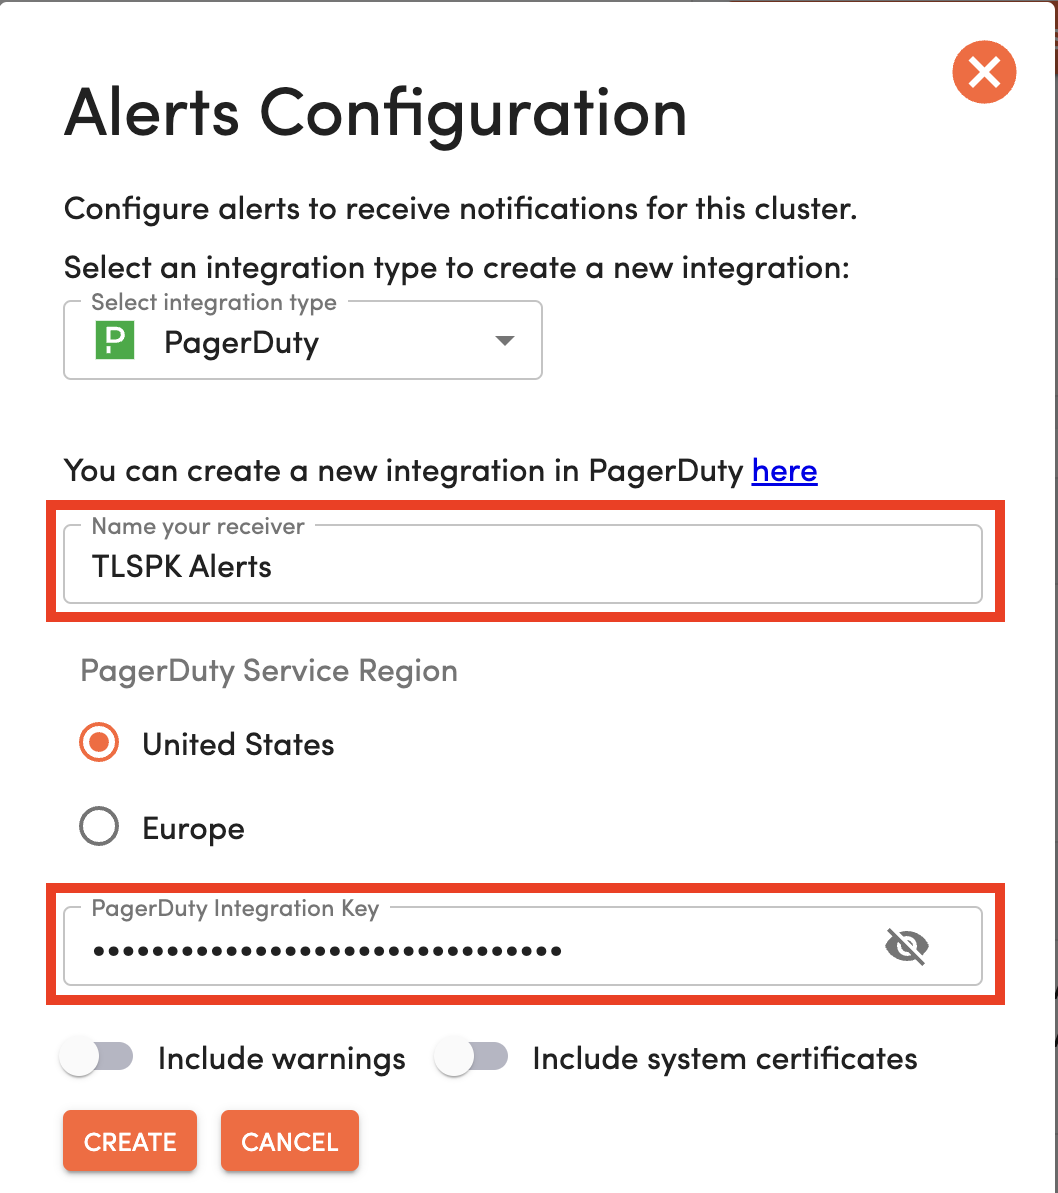 Alerts Configuration
Configure alerts to receive notifications for this cluster.
Select an integration type to create a new integration:
Select integration type
P PagerDuty
You can create a new integration in PagerDuty here
Name your receiver
TLSPK Alerts
PagerDuty Service Region
United States
Europe
PagerDuty Integration Key
••••••••••••••••••••••••••••••••
Include warnings Include system certificates
CREATE CANCEL